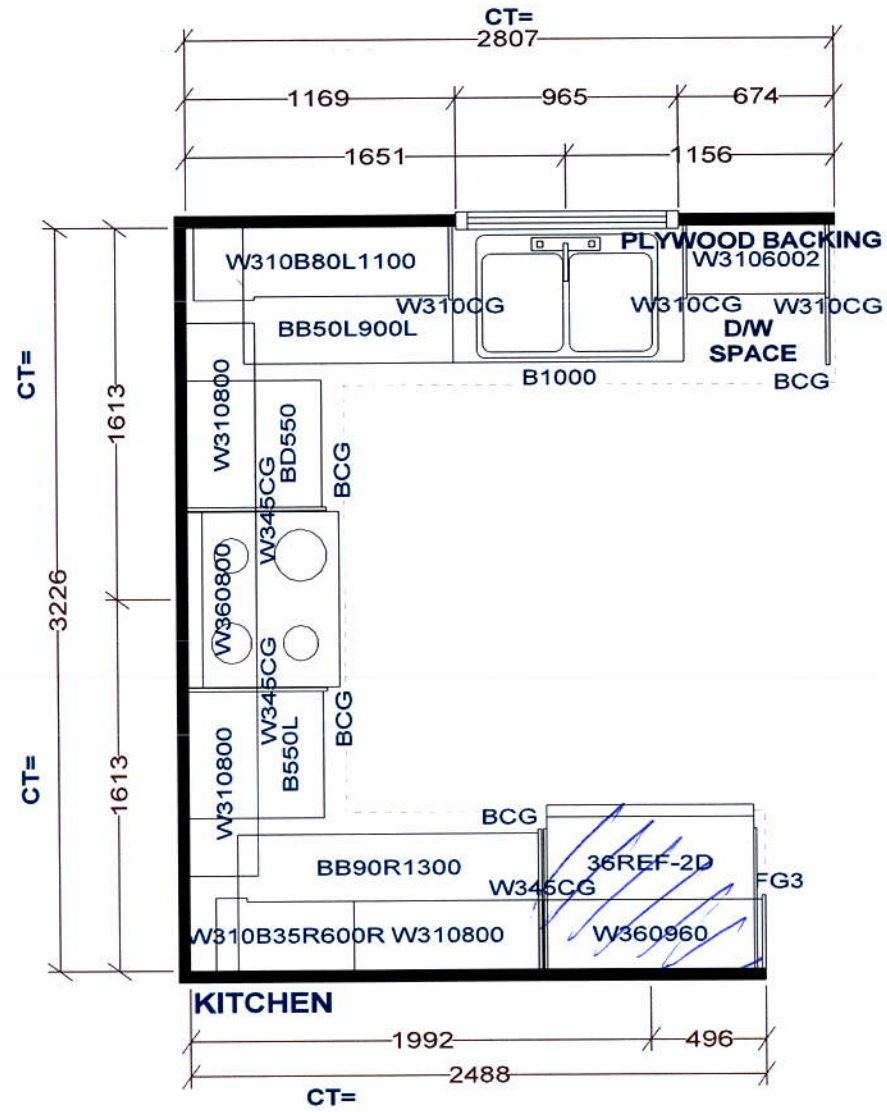 CT=
2807
1169
965
674
1651
1156
PLYWOOD BACKING
W310B80L1100
W3106002
W310CG
W310CG
W310CG
BB50L900L
D/W
SPACE
B1000
BCG
CT=
1613
W310800
BD550
BCG
W345CG
3226
W360800
W345CG
BCG
W310800
B550L
CT=
1613
BCG
BB90R1300
36REF-2D
W345CG
FG3
W310B35R600R
W310800
W360960
KITCHEN
1992
496
2488
CT=